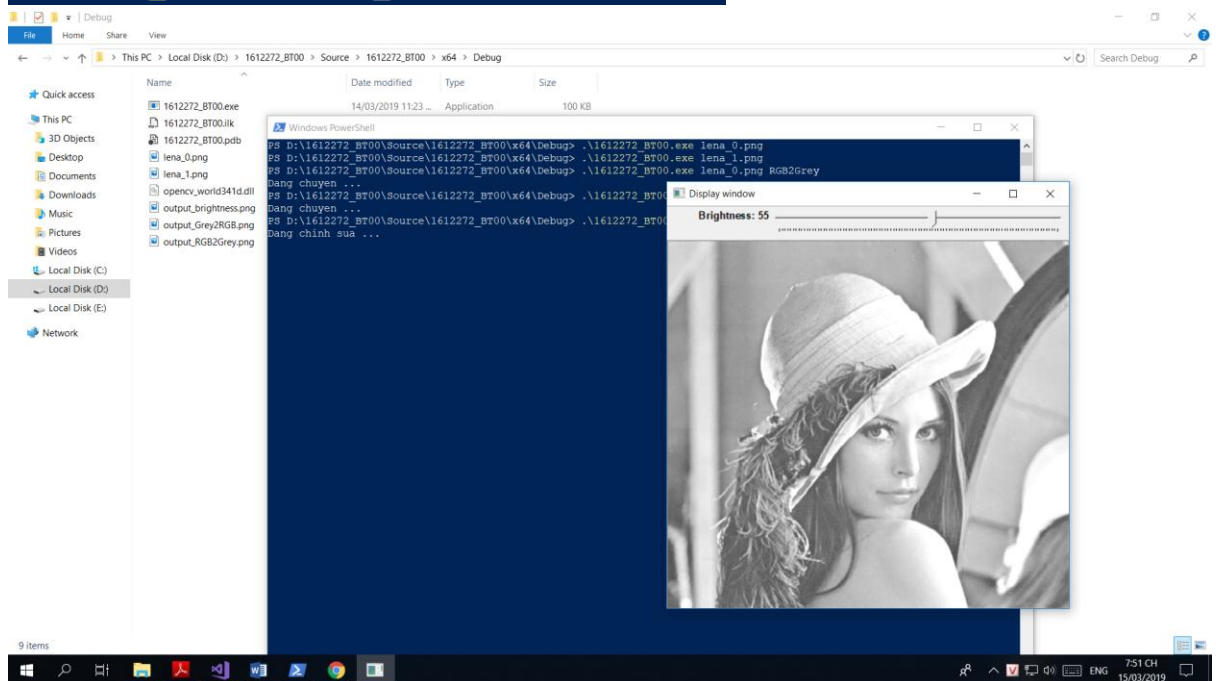 Debug
File Home Share View
This PC > Local Disk (D:) > 1612272_BT00 > Source > 1612272_BT00 > x64 > Debug
Search Debug
Name Date modified Type Size
Quick access
This PC
3D Objects
Desktop
Documents
Downloads
Music
Pictures
Videos
Local Disk (C:)
Local Disk (D:)
Local Disk (E:)
Network
1612272_BT00.exe 14/03/2019 11:23 ... Application 100 KB
1612272_BT00.ilk
1612272_BT00.pdb
lena_0.png
lena_1.png
opencv_world341d.dll
output_brightness.png
output_Grey2RGB.png
output_RGB2Grey.png
Windows PowerShell
PS D:\1612272_BT00\Source\1612272_BT00\x64\Debug> .\1612272_BT00.exe lena_0.png
PS D:\1612272_BT00\Source\1612272_BT00\x64\Debug> .\1612272_BT00.exe lena_1.png
PS D:\1612272_BT00\Source\1612272_BT00\x64\Debug> .\1612272_BT00.exe lena_0.png RGB2Grey
Dang chuyen ...
PS D:\1612272_BT00\Source\1612272_BT00\x64\Debug> .\1612272_BT00
Dang chuyen ...
PS D:\1612272_BT00\Source\1612272_BT00\x64\Debug> .\1612272_BT00
Dang chinh sua ...
Display window
Brightness: 55
9 items
ENG
7:51 CH
15/03/2019